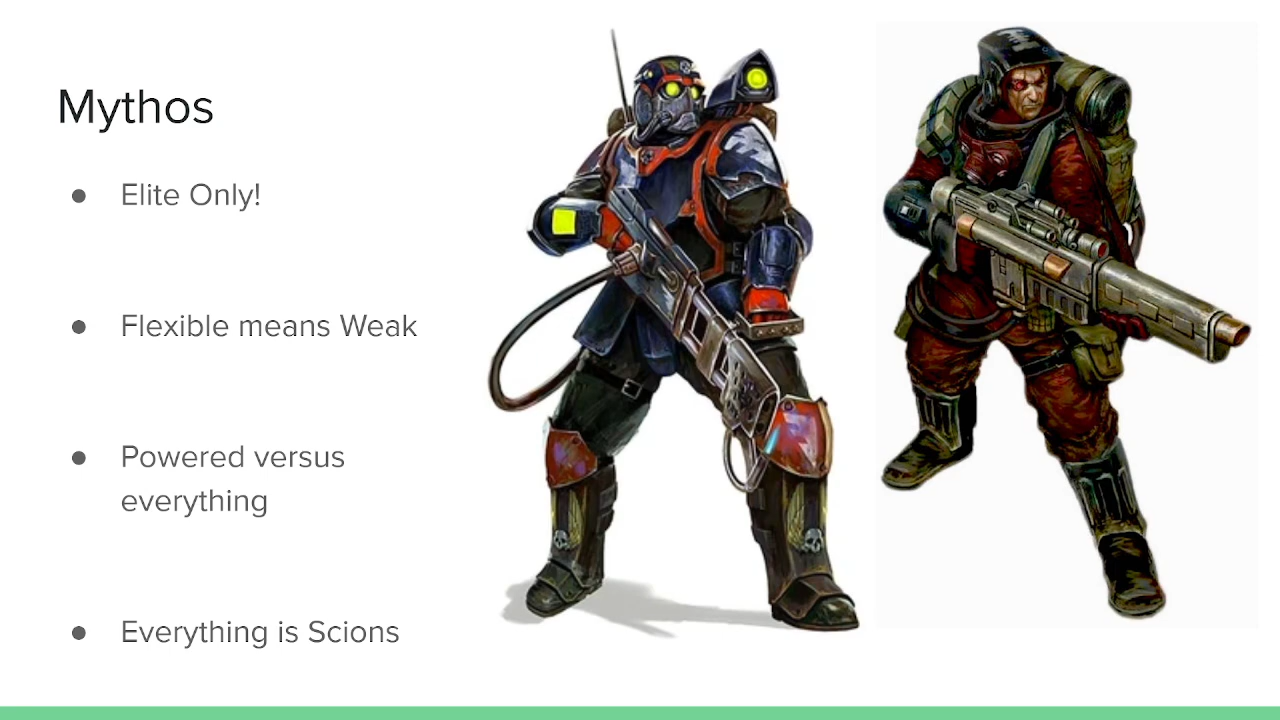 Mythos
● Elite Only!
● Flexible means Weak
● Powered versus
everything
● Everything is Scions